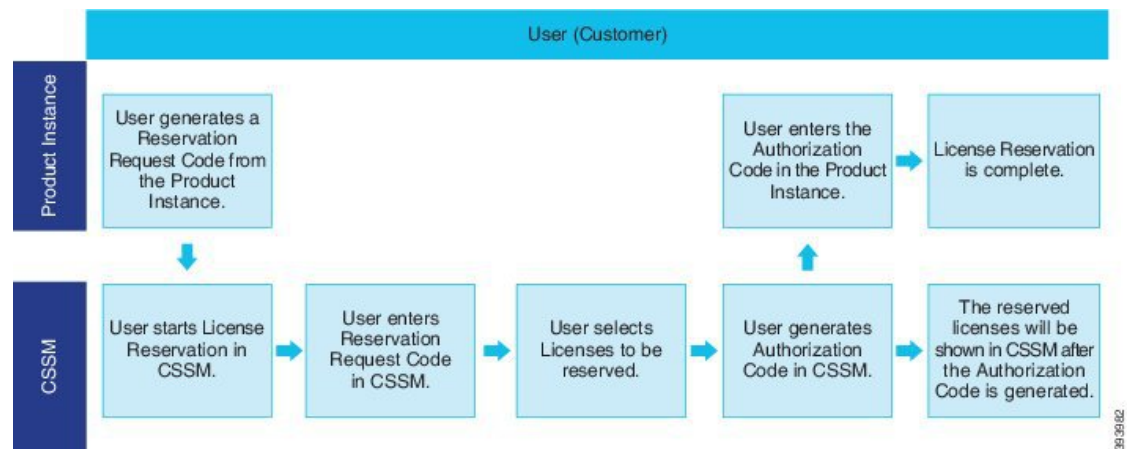 User (Customer)
Product Instance
User generates a
Reservation
Request Code from
the Product
Instance.
User enters the
Authorization
Code in the Product
Instance.
License Reservation
is complete.
CSSM
User starts License
Reservation in
CSSM.
User enters
Reservation
Request Code
in CSSM.
User selects
Licenses to be
reserved.
User generates
Authorization
Code in CSSM.
The reserved
licenses will be
shown in CSSM after
the Authorization
Code is generated.
393982